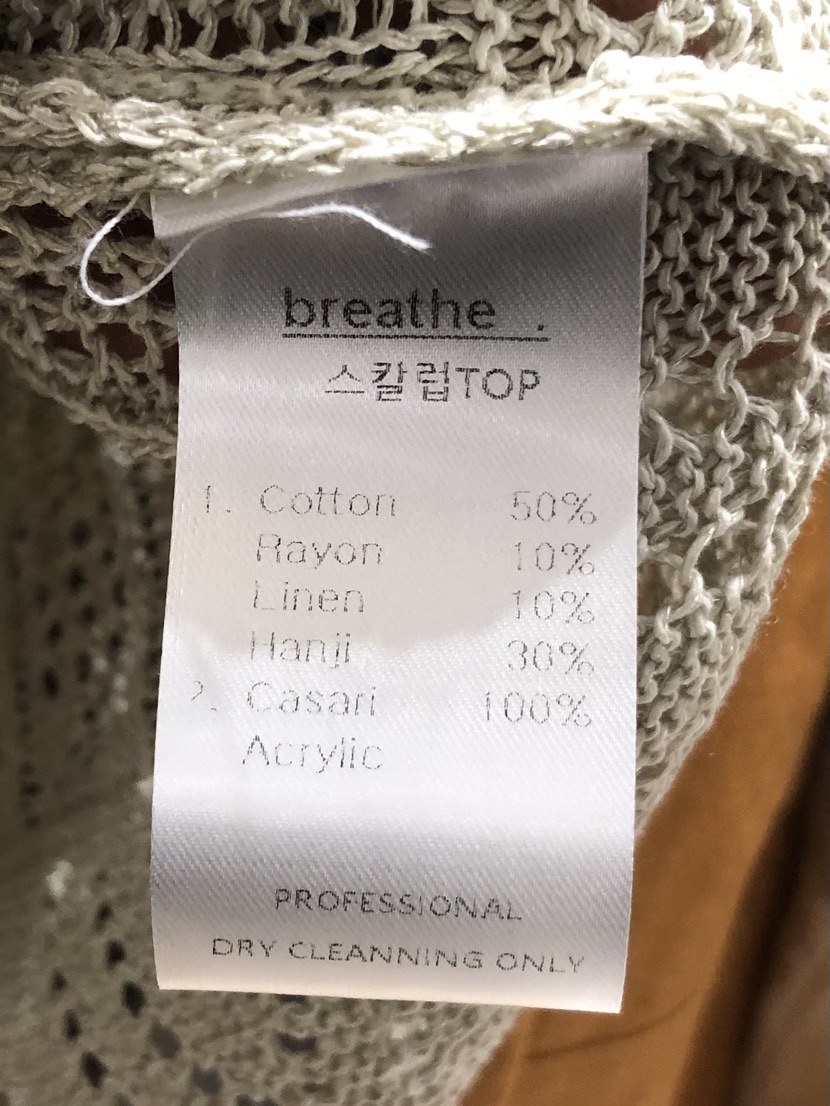 breathe .
스칼럽TOP
1. Cotton 50%
Rayon 10%
Linen 10%
Hanji 30%
2. Casari 100%
Acrylic
PROFESSIONAL
DRY CLEANNING ONLY